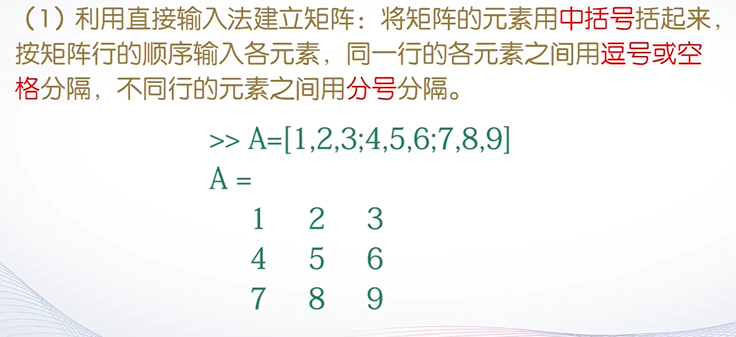 （1）利用直接输入法建立矩阵：将矩阵的元素用中括号括起来，
按矩阵行的顺序输入各元素，同一行的各元素之间用逗号或空
格分隔，不同行的元素之间用分号分隔。
>> A=[1,2,3;4,5,6;7,8,9]
A =
1 2 3
4 5 6
7 8 9